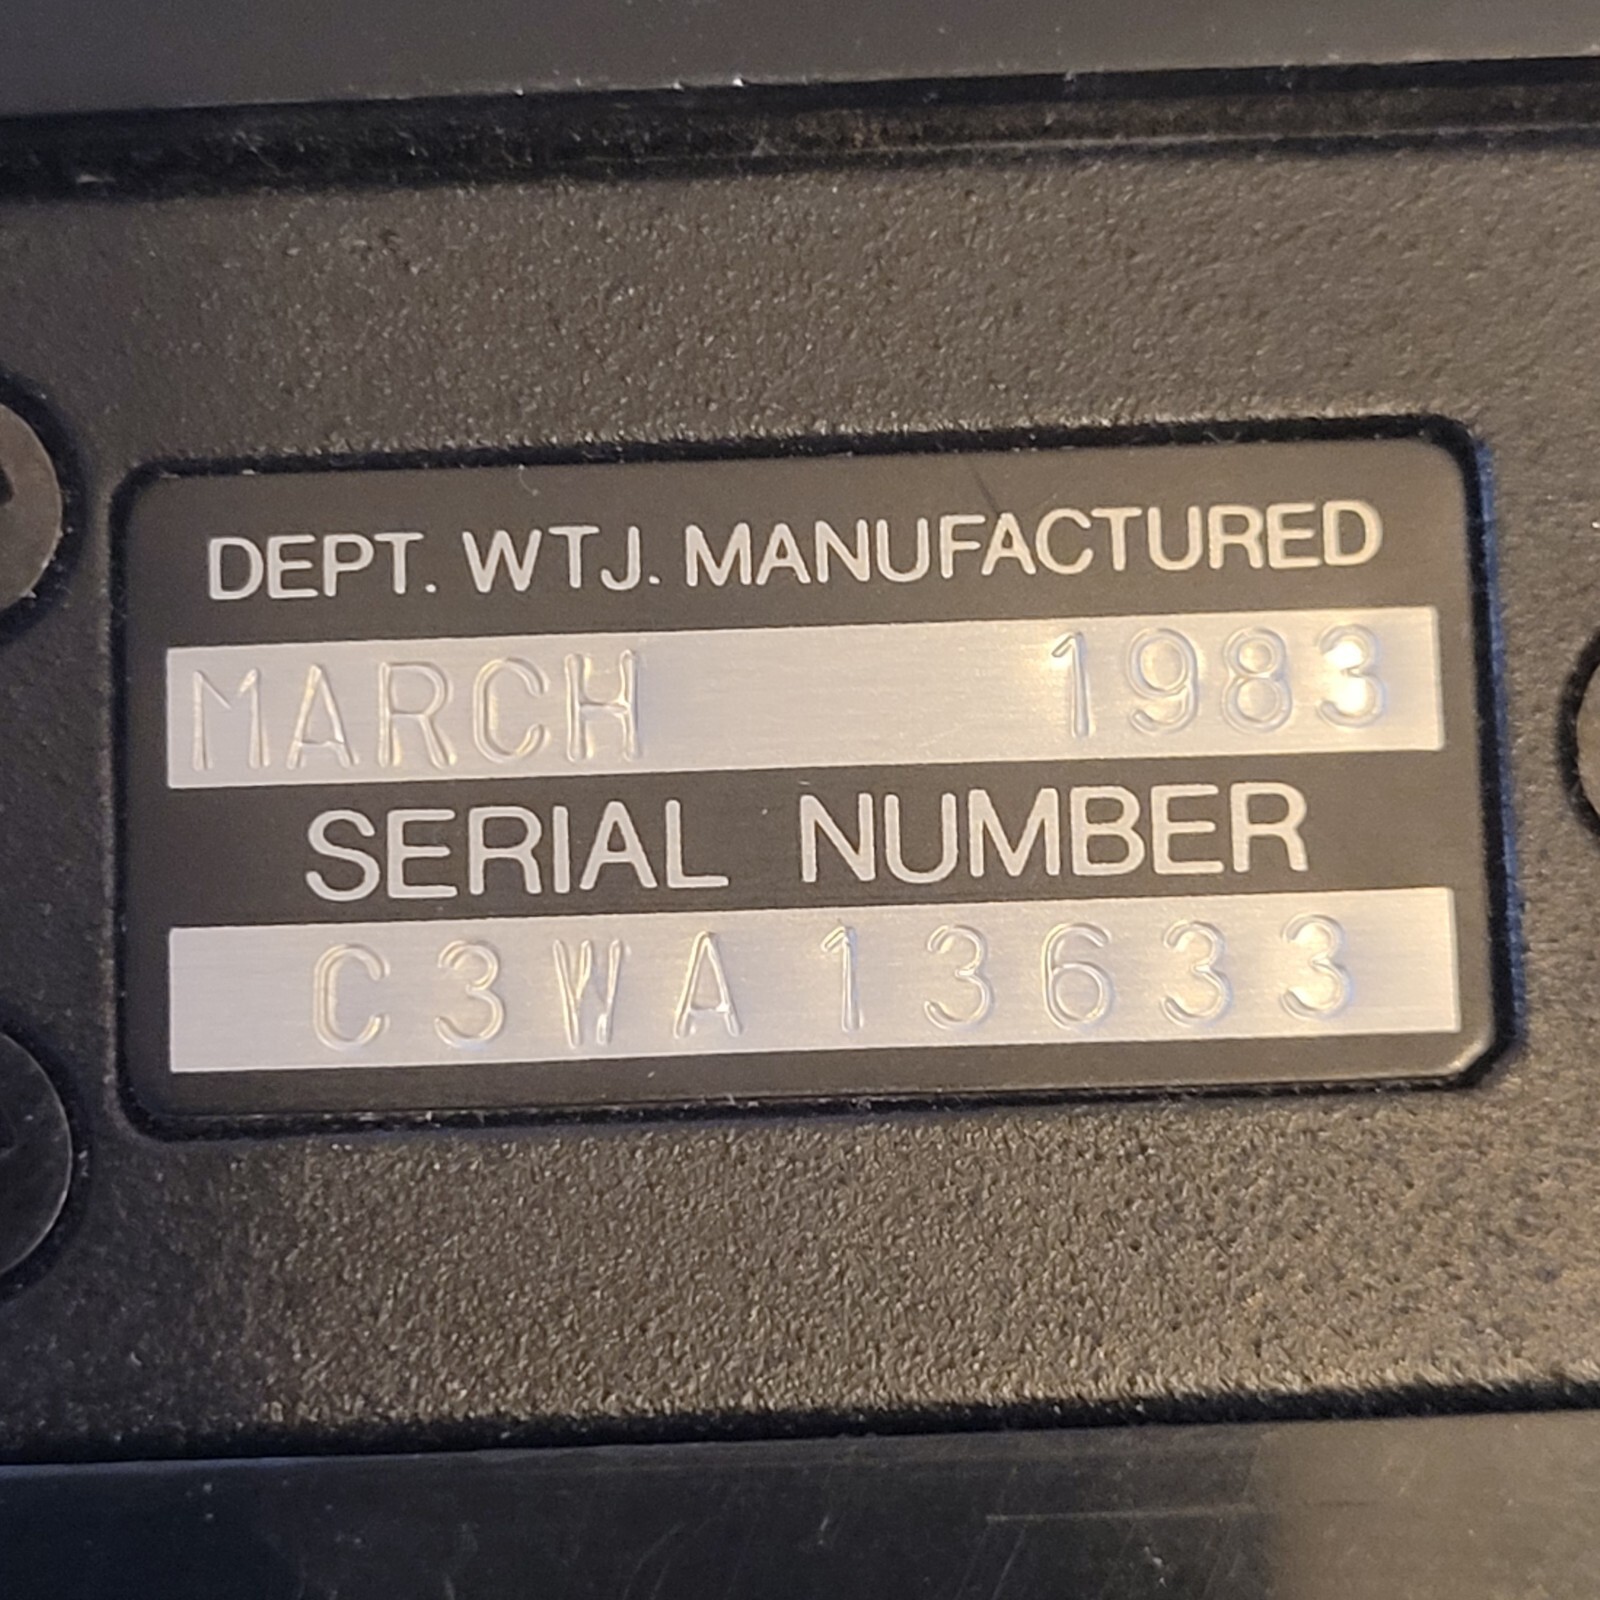 DEPT. WTJ. MANUFACTURED
MARCH 1983
SERIAL NUMBER
C3WA13633